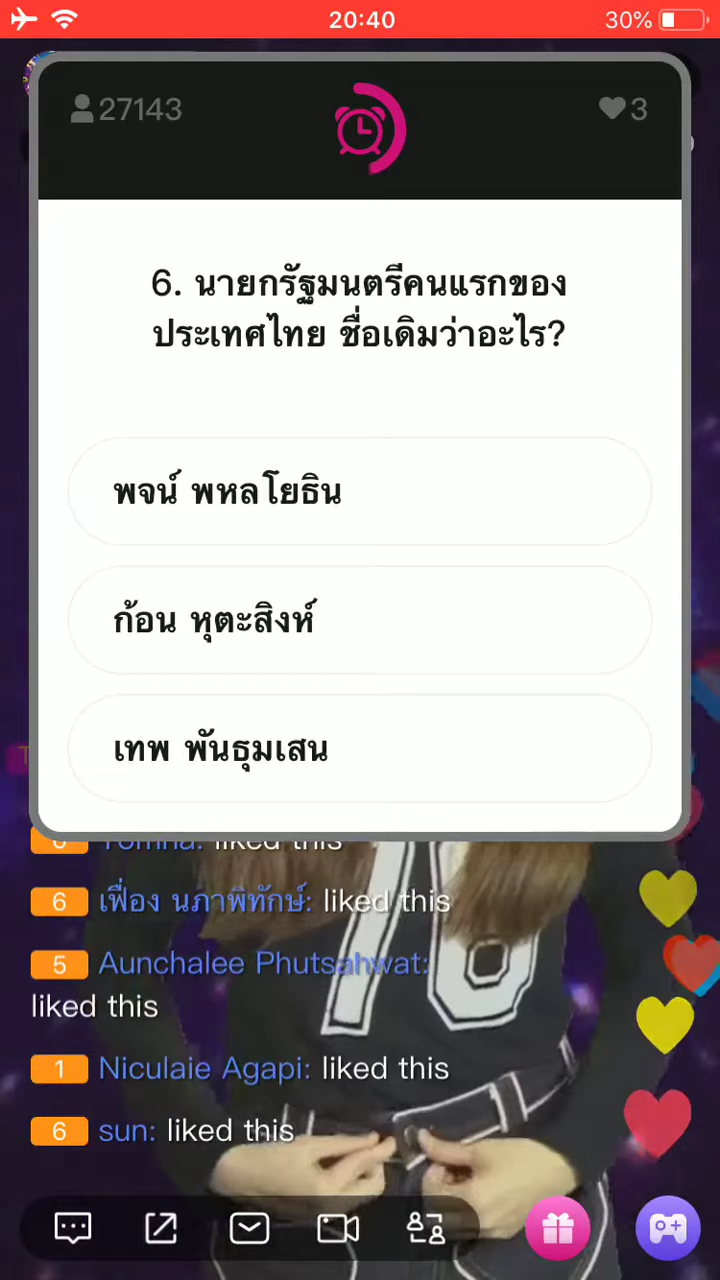 20:40
30%
27143
3
6. นายกรัฐมนตรีคนแรกของ
ประเทศไทย ชื่อเดิมว่าอะไร?
พจน์ พหลโยธิน
ก้อน หุตะสิงห์
เทพ พันธุมเสน
liked this
6 เฟื่อง นภาพิทักษ์: liked this
5 Aunchalee Phutsahwat:
liked this
1 Niculaie Agapi: liked this
6 sun: liked this